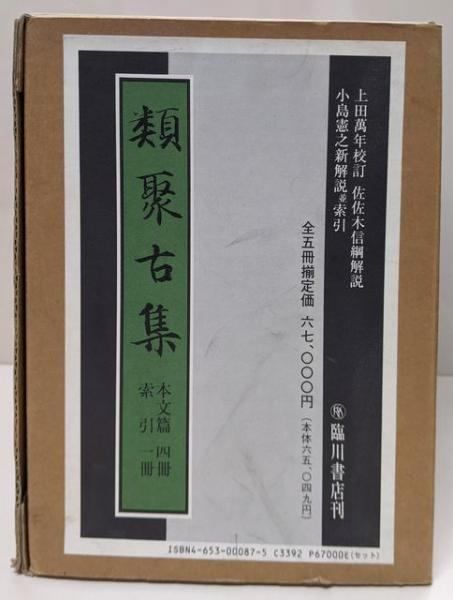 上田萬年校訂 佐佐木信綱解説
小島憲之新解説並索引
臨川書店刊
全五冊揃定価 六七、〇〇〇円(本体六五、〇四九円)
類聚古集
本文篇 四冊
索引 一冊
ISBN4-653-00087-5 C3392 P67000E(セット)